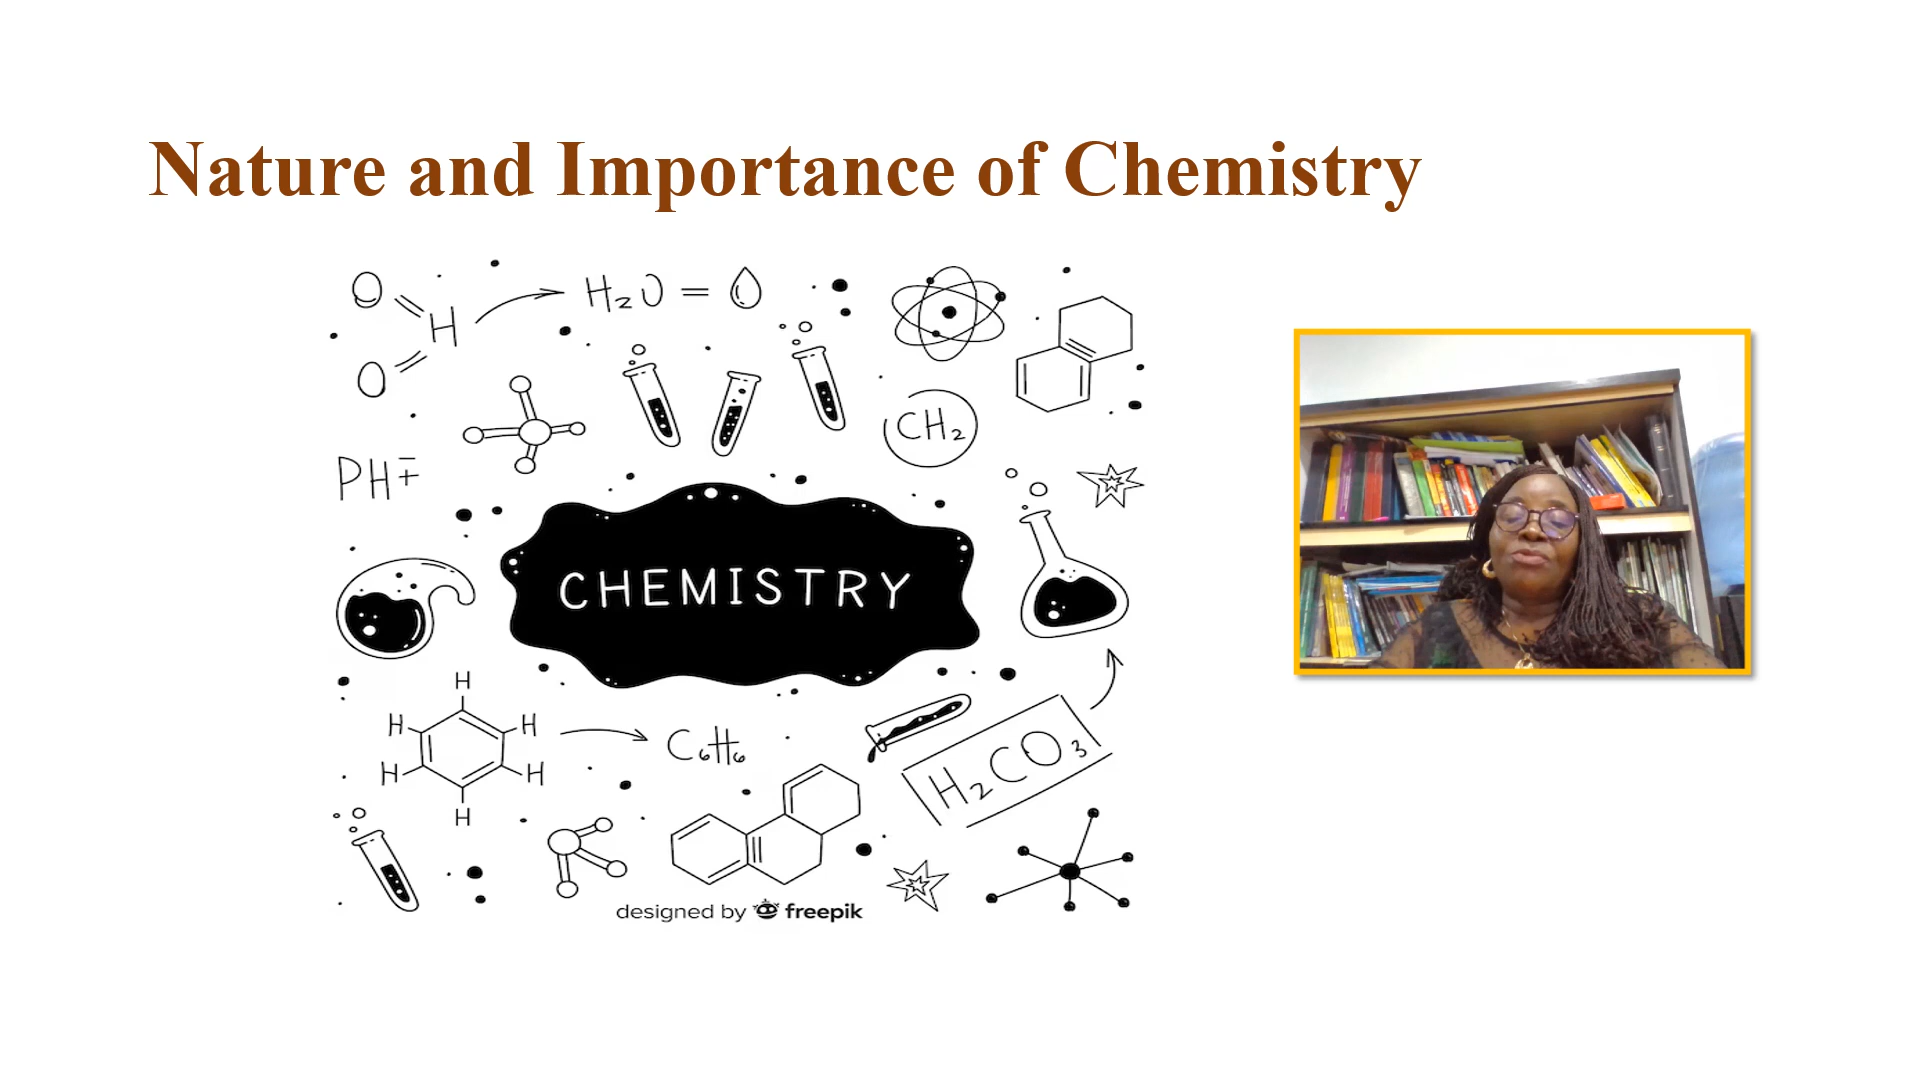 Nature and Importance of Chemistry
O
H
O
H₂O =
CH₂
PH∓
CHEMISTRY
H
H
H
H
H
H
C₆H₆
H₂CO₃
designed by freepik